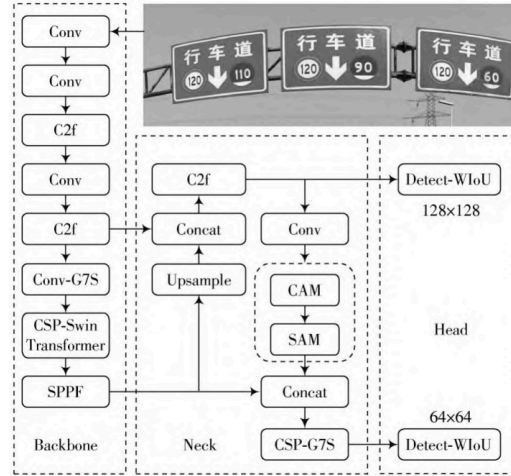 Conv
Conv
C2f
Conv
C2f
Conv-G7S
CSP-Swin
Transformer
SPPF
Backbone
行车道
120 110
行车道
120 90
行车道
120 60
C2f
Concat
Upsample
Conv
CAM
SAM
Concat
CSP-G7S
Neck
Detect-WIoU
128×128
Head
64×64
Detect-WIoU